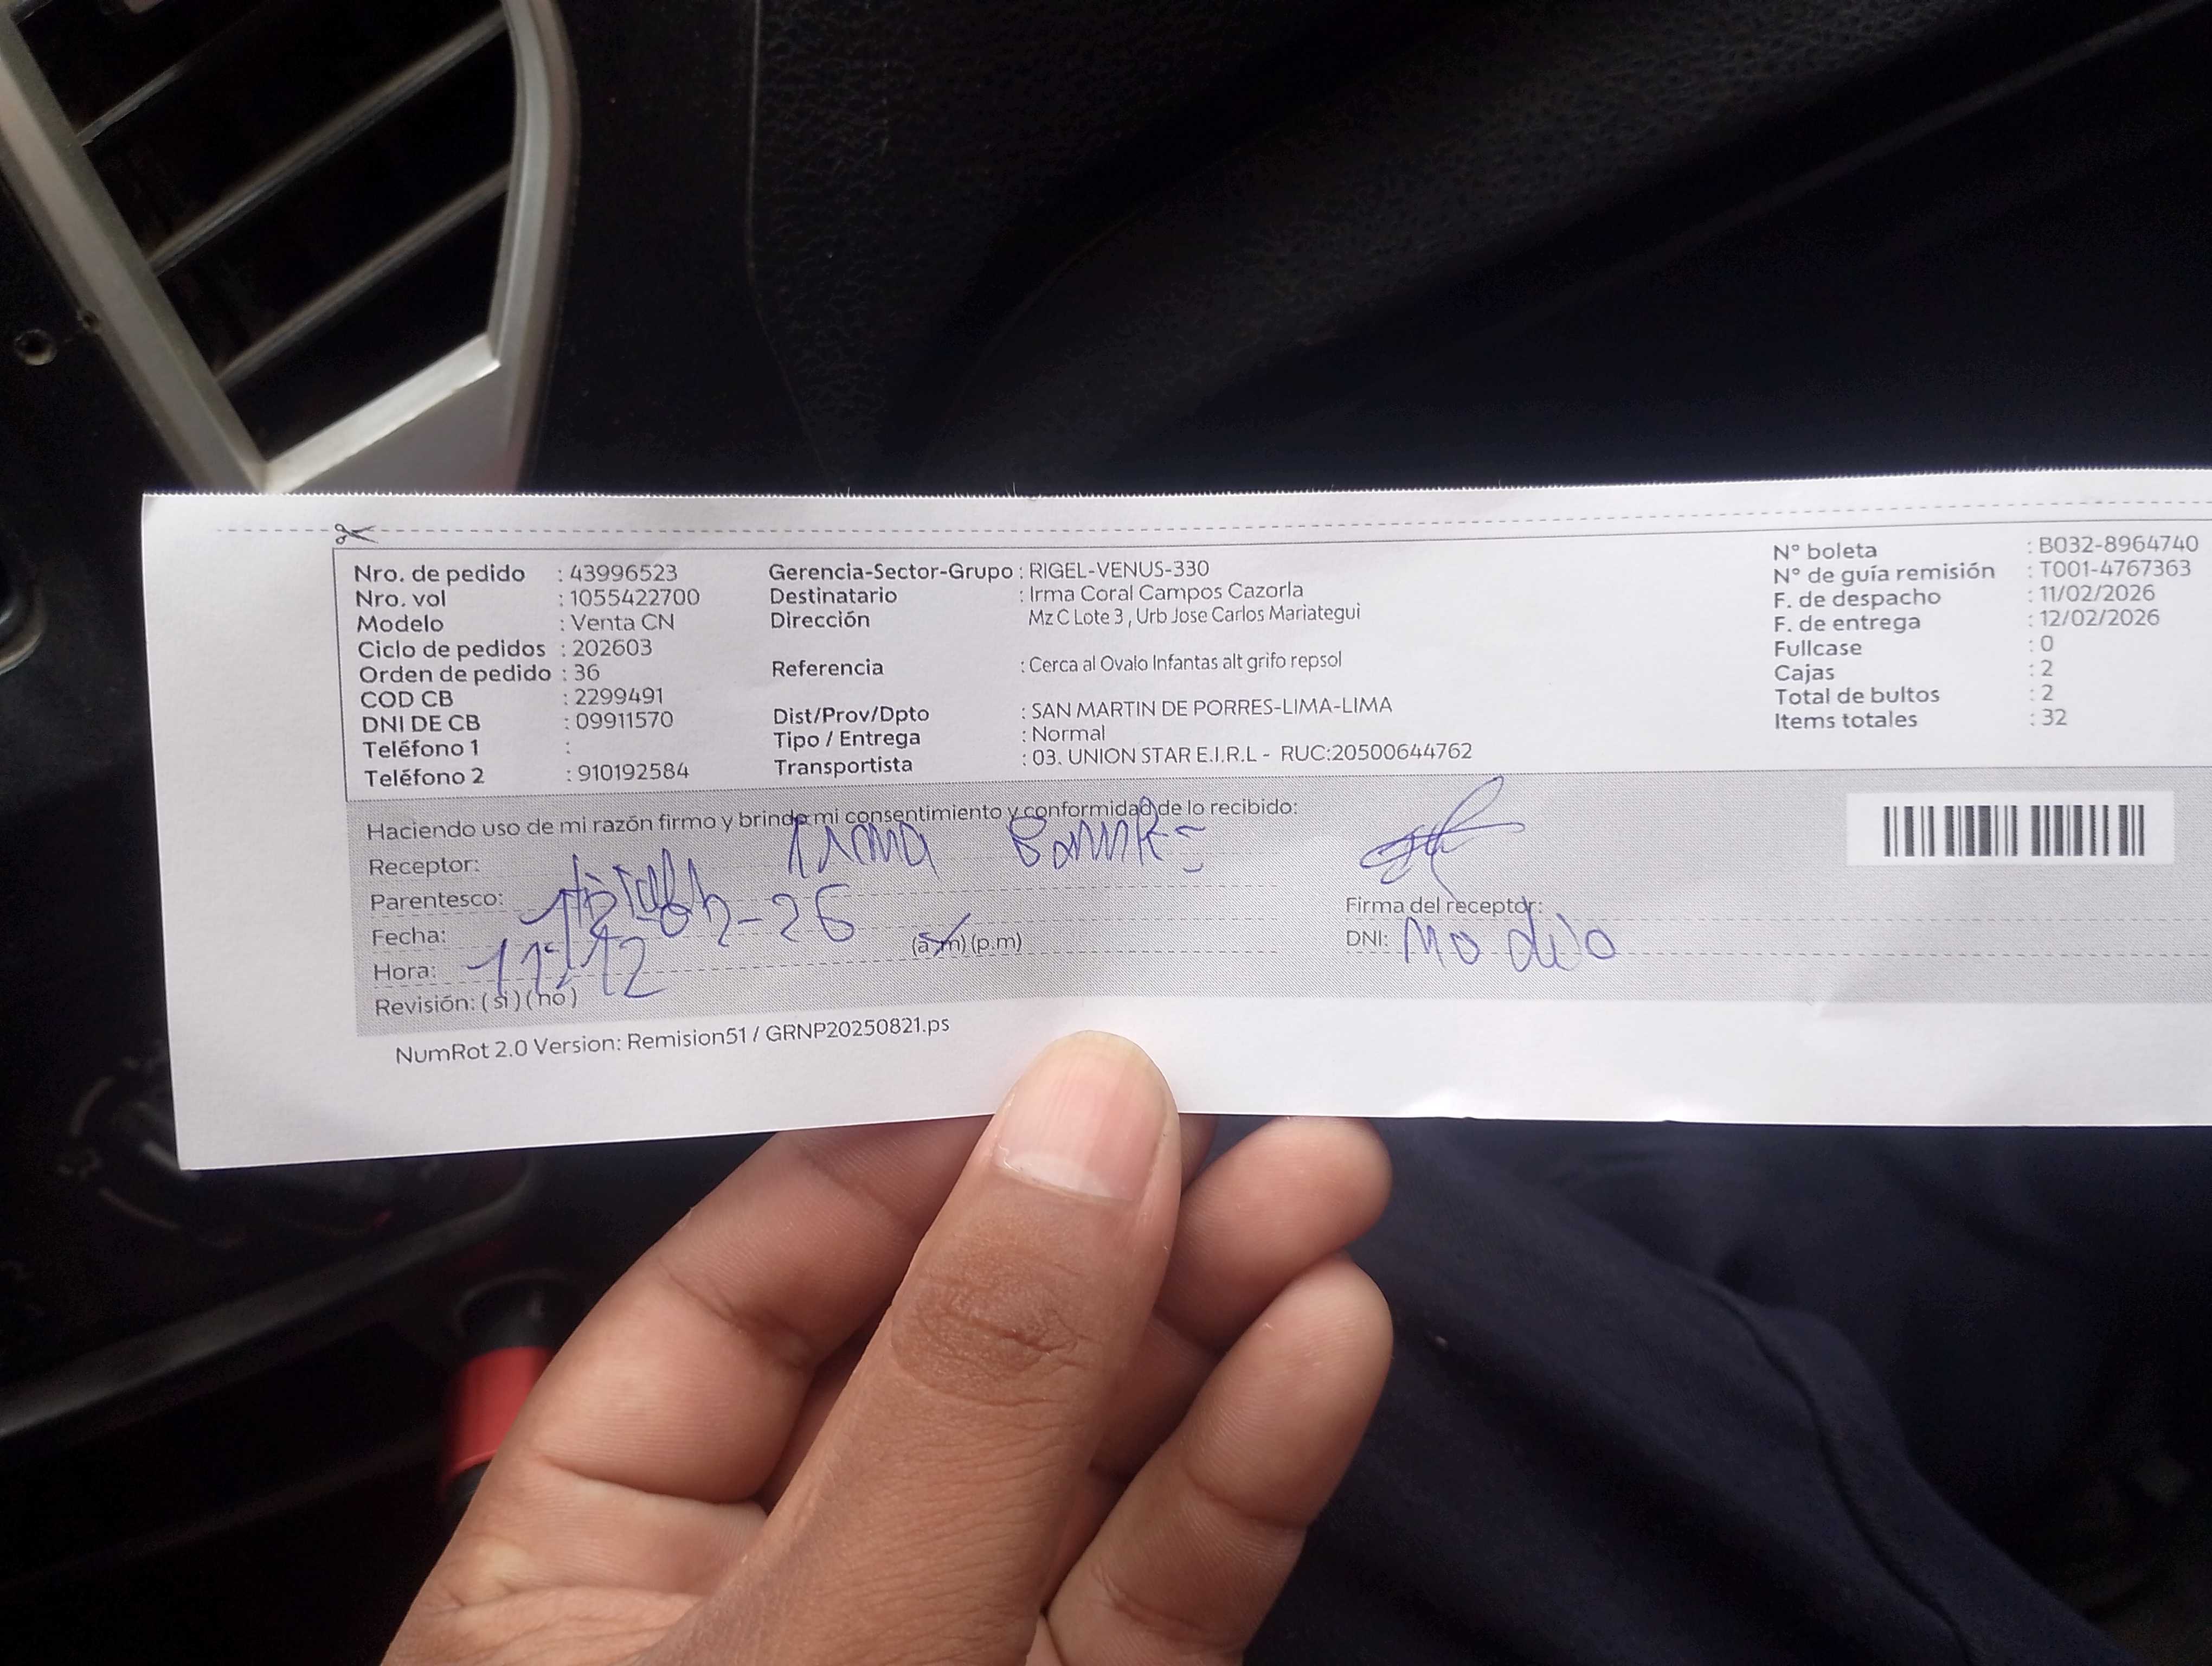 Nro. de pedido : 43996523
Nro. vol : 1055422700
Modelo : Venta CN
Ciclo de pedidos : 202603
Orden de pedido : 36
COD CB : 2299491
DNI DE CB : 09911570
Teléfono 1 :
Teléfono 2 : 910192584
Gerencia-Sector-Grupo : RIGEL-VENUS-330
Destinatario : Irma Coral Campos Cazorla
Dirección Mz C Lote 3 , Urb Jose Carlos Mariategui
Referencia : Cerca al Ovalo Infantas alt grifo repsol
Dist/Prov/Dpto : SAN MARTIN DE PORRES-LIMA-LIMA
Tipo / Entrega : Normal
Transportista : 03. UNION STAR E.I.R.L - RUC:20500644762
N° boleta : B032-8964740
N° de guía remisión : T001-4767363
F. de despacho : 11/02/2026
F. de entrega : 12/02/2026
Fullcase : 0
Cajas : 2
Total de bultos : 2
Items totales : 32
Haciendo uso de mi razón firmo y brindo mi consentimiento y conformidad de lo recibido:
Receptor: Irma
Parentesco:
Fecha:
Hora: (a.m) (p.m)
Revisión: ( si ) ( no )
Firma del receptor:
DNI: no dio
NumRot 2.0 Version: Remision51 / GRNP20250821.ps